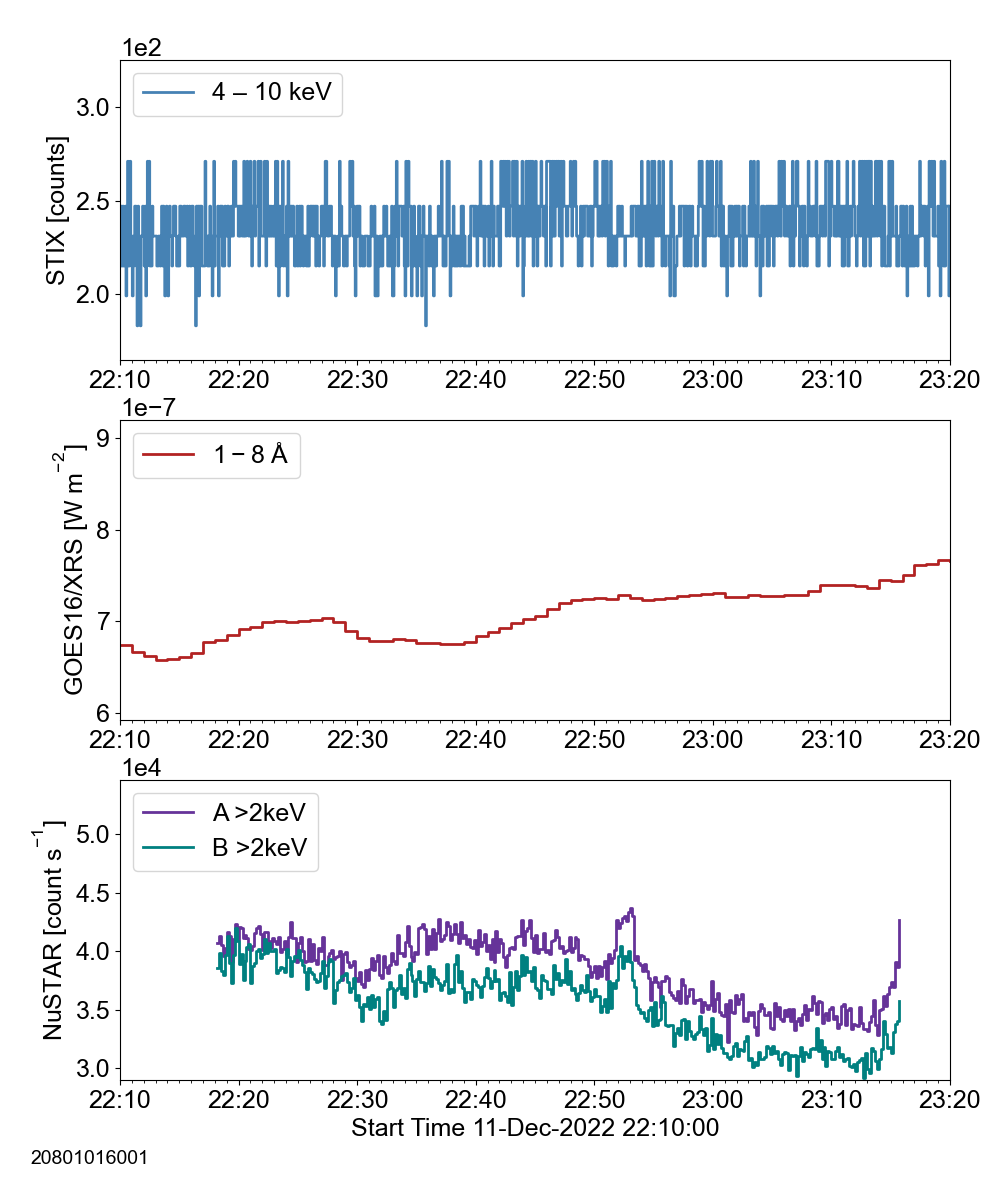 1e2
4 – 10 keV
STIX [counts]
3.0
2.5
2.0
22:10 22:20 22:30 22:40 22:50 23:00 23:10 23:20
1e−7
1 − 8 Å
GOES16/XRS [W m−2]
9
8
7
6
22:10 22:20 22:30 22:40 22:50 23:00 23:10 23:20
1e4
A >2keV
B >2keV
NuSTAR [count s−1]
5.0
4.5
4.0
3.5
3.0
22:10 22:20 22:30 22:40 22:50 23:00 23:10 23:20
Start Time 11-Dec-2022 22:10:00
20801016001